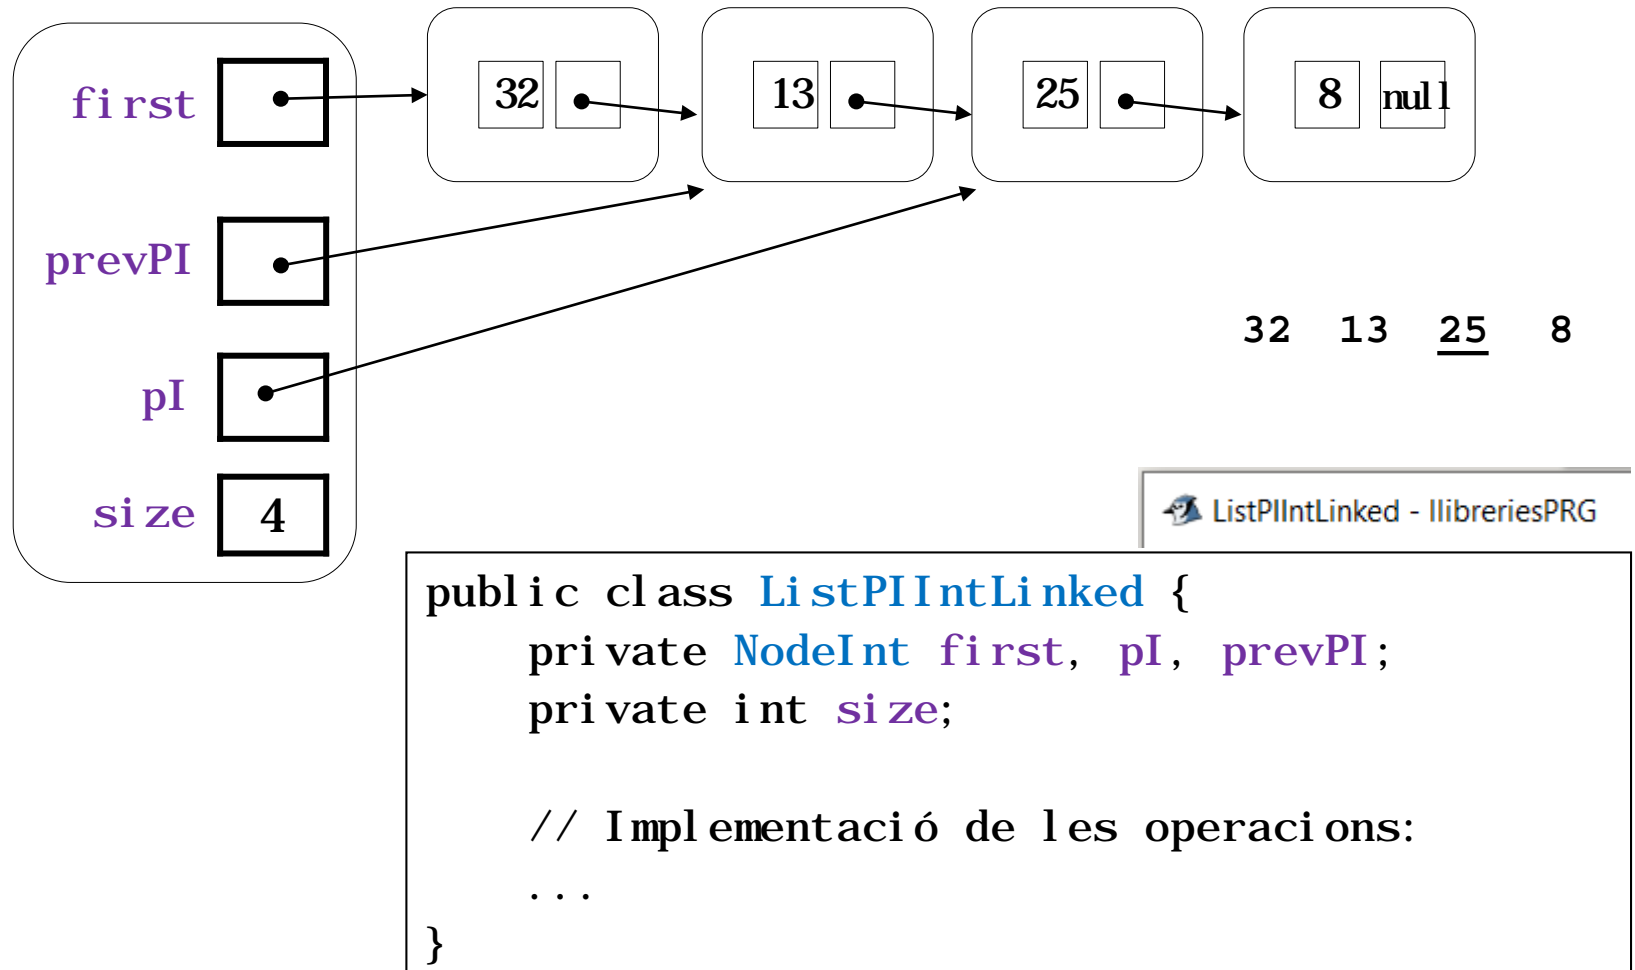 first 32 13 25 8 null
prevPI
32 13 25 8
pI
size 4
ListPIIntLinked - llibreriesPRG
public class ListPIIntLinked {
private NodeInt first, pI, prevPI;
private int size;
// Implementació de les operacions:
...
}